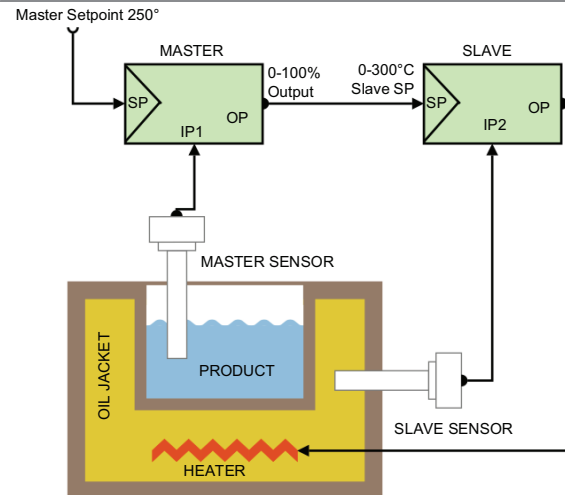 Master Setpoint 250°
MASTER
SLAVE
0-100%
Output
0-300°C
Slave SP
SP
OP
IP1
SP
OP
IP2
MASTER SENSOR
OIL JACKET
PRODUCT
SLAVE SENSOR
HEATER